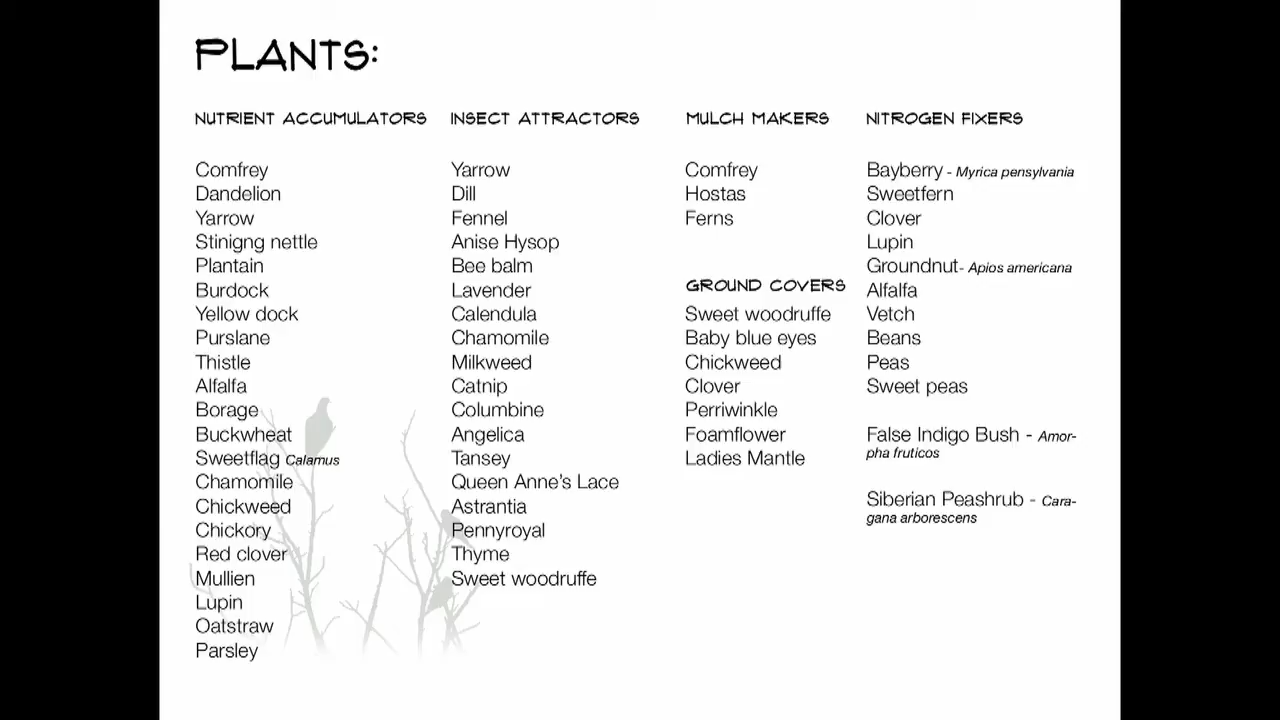 PLANTS:
NUTRIENT ACCUMULATORS
Comfrey
Dandelion
Yarrow
Stinigng nettle
Plantain
Burdock
Yellow dock
Purslane
Thistle
Alfalfa
Borage
Buckwheat
Sweetflag Calamus
Chamomile
Chickweed
Chickory
Red clover
Mullien
Lupin
Oatstraw
Parsley
INSECT ATTRACTORS
Yarrow
Dill
Fennel
Anise Hysop
Bee balm
Lavender
Calendula
Chamomile
Milkweed
Catnip
Columbine
Angelica
Tansey
Queen Anne's Lace
Astrantia
Pennyroyal
Thyme
Sweet woodruffe
MULCH MAKERS
Comfrey
Hostas
Ferns
GROUND COVERS
Sweet woodruffe
Baby blue eyes
Chickweed
Clover
Perriwinkle
Foamflower
Ladies Mantle
NITROGEN FIXERS
Bayberry - Myrica pensylvania
Sweetfern
Clover
Lupin
Groundnut- Apios americana
Alfalfa
Vetch
Beans
Peas
Sweet peas
False Indigo Bush - Amor-
pha fruticos
Siberian Peashrub - Cara-
gana arborescens